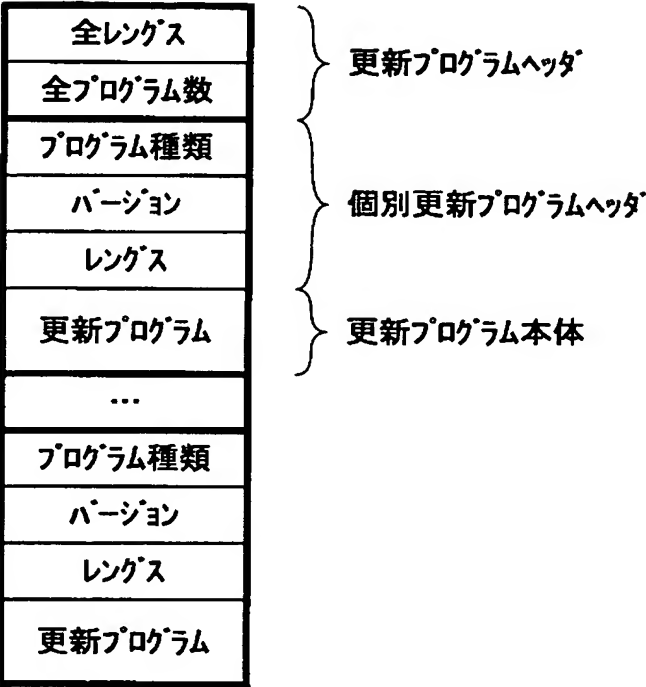 全レングス
全プログラム数
プログラム種類
バージョン
レングス
更新プログラム
…
プログラム種類
バージョン
レングス
更新プログラム
更新プログラムヘッダ
個別更新プログラムヘッダ
更新プログラム本体